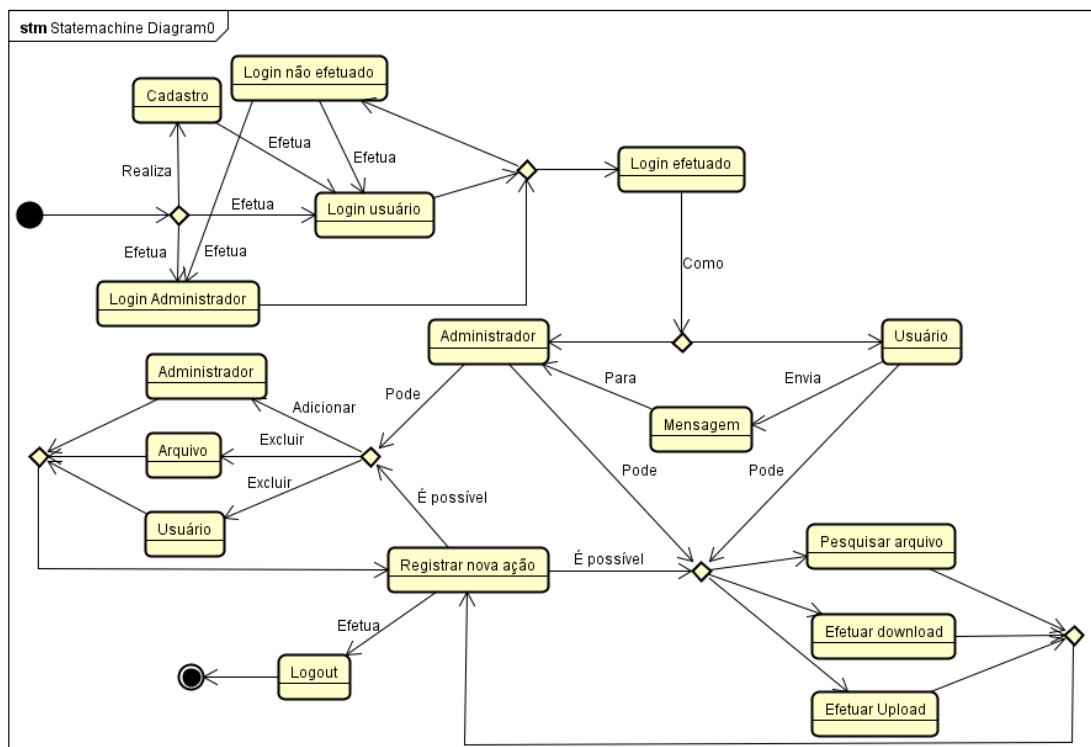 stm Statemachine Diagram0
Login não efetuado
Cadastro
Efetua
Efetua
Login efetuado
Realiza
Efetua
Login usuário
Efetua
Efetua
Como
Login Administrador
Administrador
Usuário
Administrador
Para
Envia
Pode
Adicionar
Mensagem
Arquivo
Excluir
Pode
Pode
Excluir
É possível
Usuário
Pesquisar arquivo
É possível
Registrar nova ação
Efetua
Efetuar download
Logout
Efetuar Upload